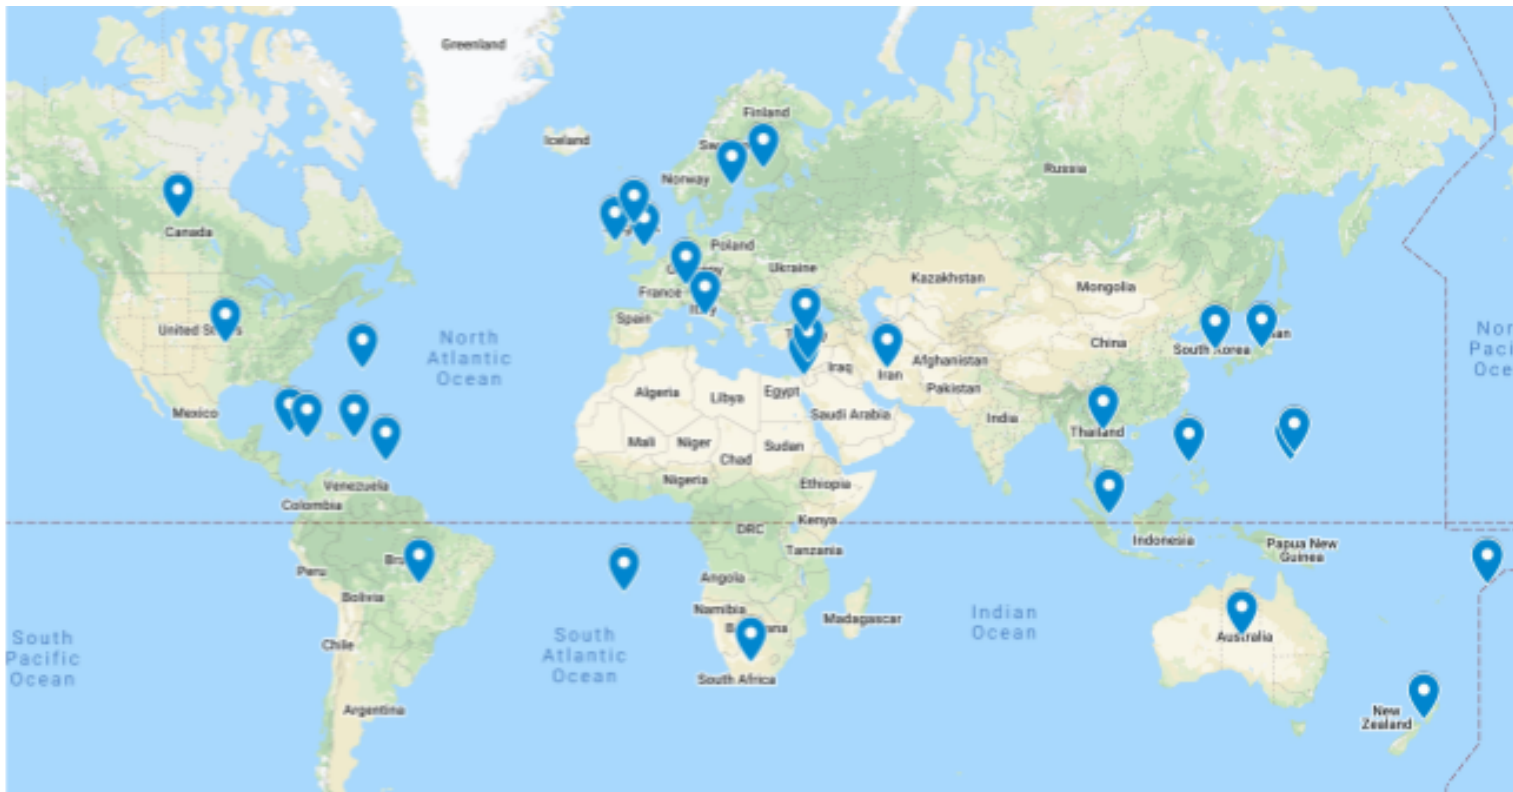 Greenland
Finland
Iceland
Norway
Russia
Canada
Poland
Ukraine
France
Kazakhstan
Mongolia
Spain
United
North
Atlantic
Ocean
China
South
Iraq
Afghanistan
Iran
Pakistan
Algeria
Libya
Egypt
Saudi Arabia
India
Mexico
Thailand
Mali
Niger
Chad
Sudan
Nigeria
Ethiopia
Venezuela
Colombia
DRC
Kenya
Tanzania
Indonesia
Papua New
Guinea
Peru
Angola
Bolivia
Namibia
Madagascar
Indian
Ocean
Australia
South
Pacific
Ocean
South
Atlantic
Ocean
Chile
South Africa
Argentina
New
Zealand